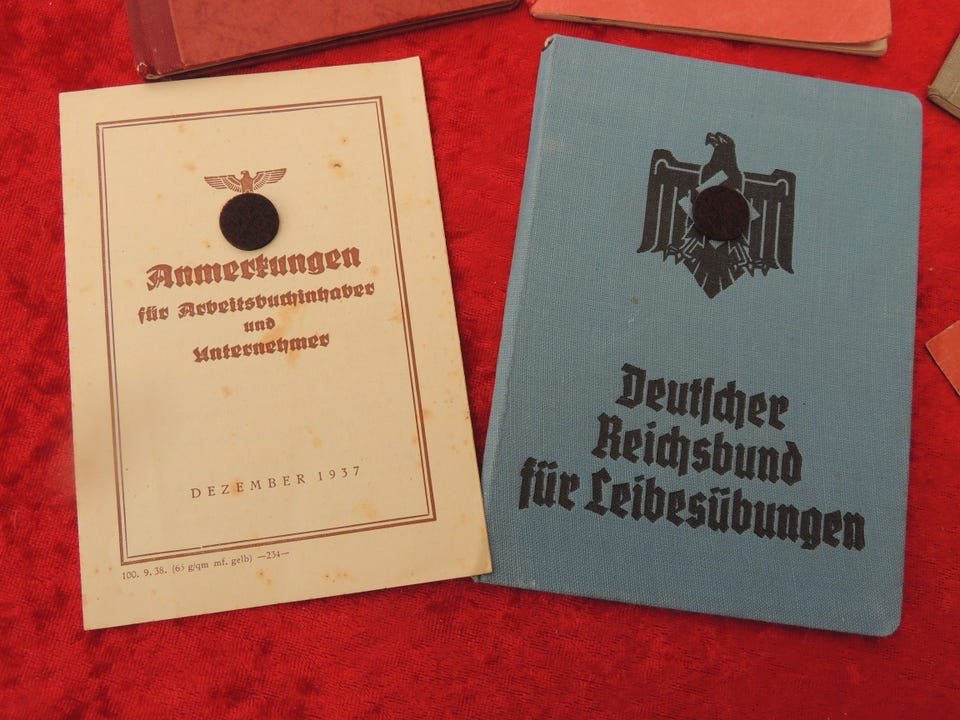 Anmerkungen
für Arbeitsbuchinhaber
und
Unternehmer
DEZEMBER 1937
100. 9. 38. (65 g/qm mf. gelb) —234—
Deutscher
Reichsbund
für Leibesübungen